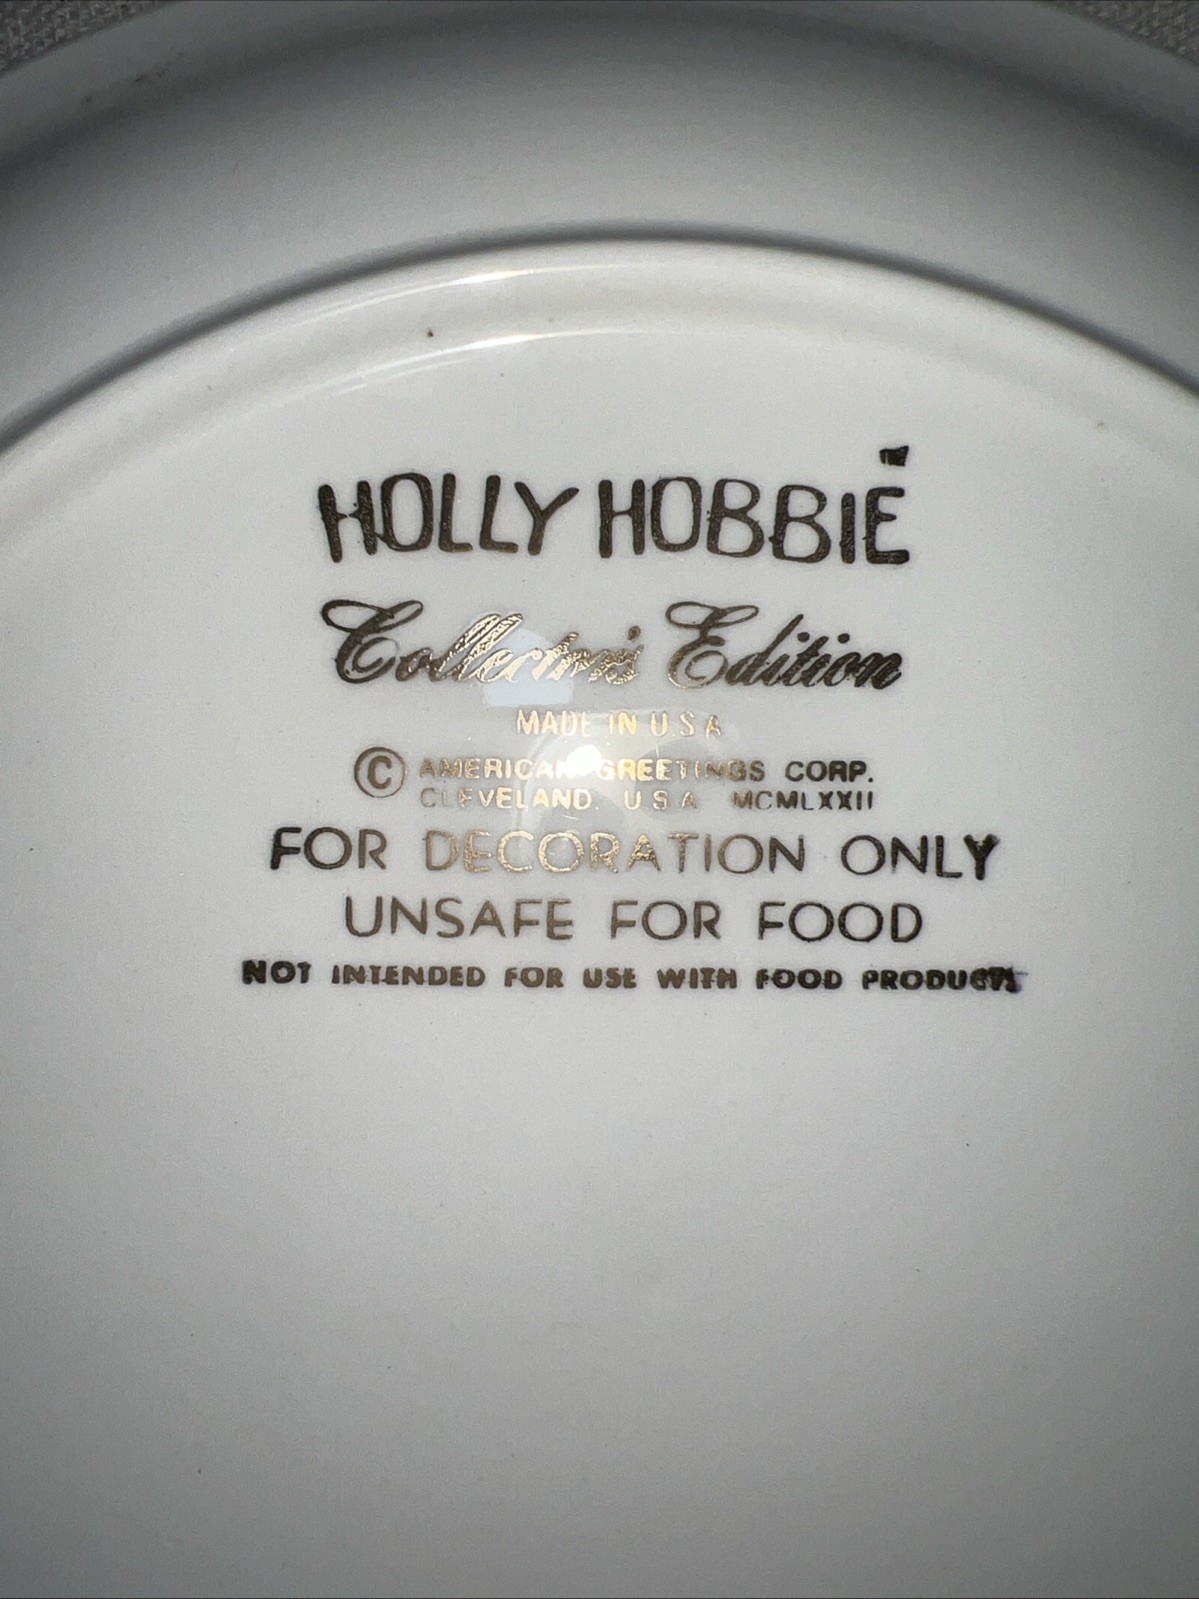 HOLLY HOBBIE
Collector's Edition
MADE IN U.S.A
© AMERICAN GREETINGS CORP.
CLEVELAND, U.S.A MCMLXXII
FOR DECORATION ONLY
UNSAFE FOR FOOD
NOT INTENDED FOR USE WITH FOOD PRODUCTS